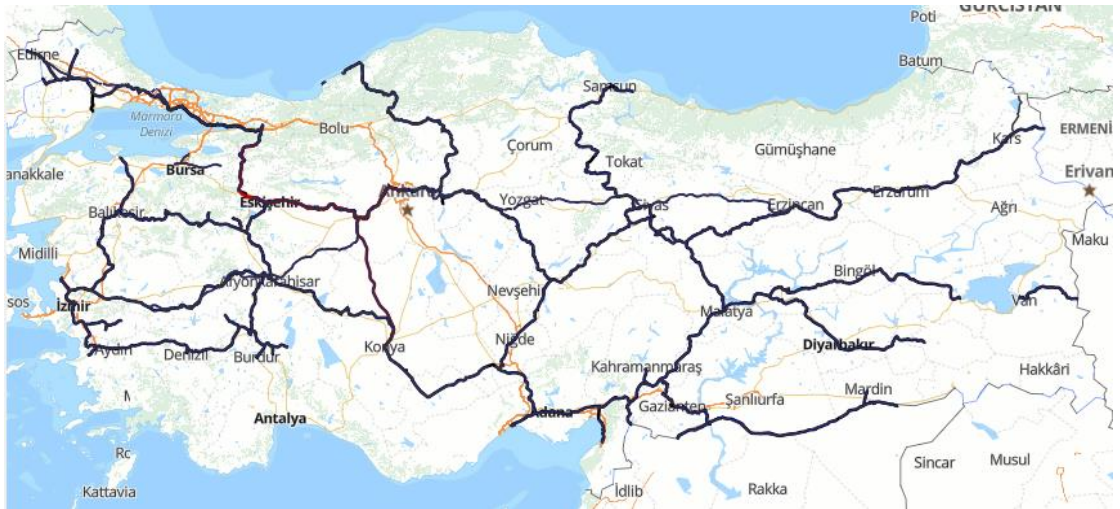 GÜRCİSTAN
Poti
Edirne
Batum
Samsun
Marmara
Denizi
Bolu
Çorum
Kars
ERMENİ
Tokat
Gümüşhane
anakkale
Bursa
Erivan
Ankara
Yozgat
Sivas
Erzincan
Erzurum
Eskişehir
Balıkesir
Ağrı
Maku
Midilli
Bingöl
Afyonkarahisar
Nevşehir
sos
İzmir
Malatya
Van
Aydın
Denizli
Burdur
Konya
Niğde
Diyarbakır
Kahramanmaraş
Hakkâri
Mardin
Şanlıurfa
Gaziantep
Antalya
Adana
Sincar
Musul
İdlib
Rakka
Kattavia